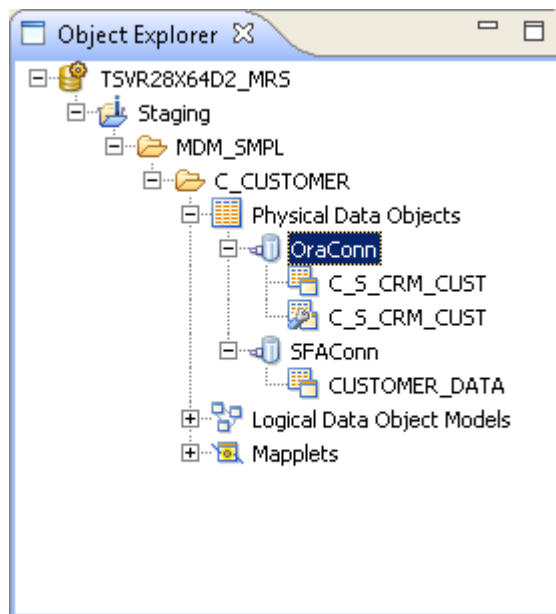 Object Explorer
TSVR28X64D2_MRS
Staging
MDM_SMPL
C_CUSTOMER
Physical Data Objects
OraConn
C_S_CRM_CUST
C_S_CRM_CUST
SFAConn
CUSTOMER_DATA
Logical Data Object Models
Mapplets